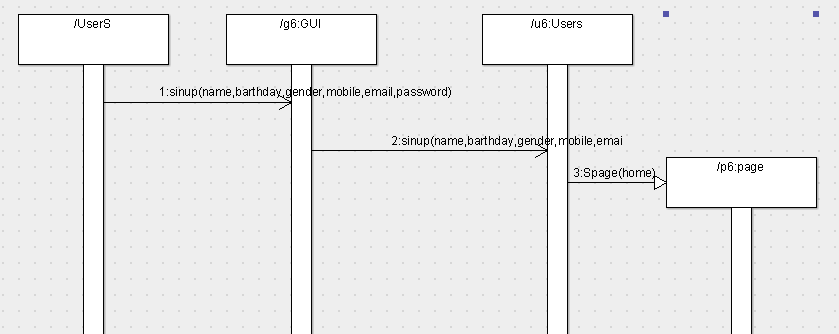 /UserS
/g6:GUI
/u6:Users
1:sinup(name,barthday,gender,mobile,email,password)
2:sinup(name,barthday,gender,mobile,emai
3:Spage(home)
/p6:page